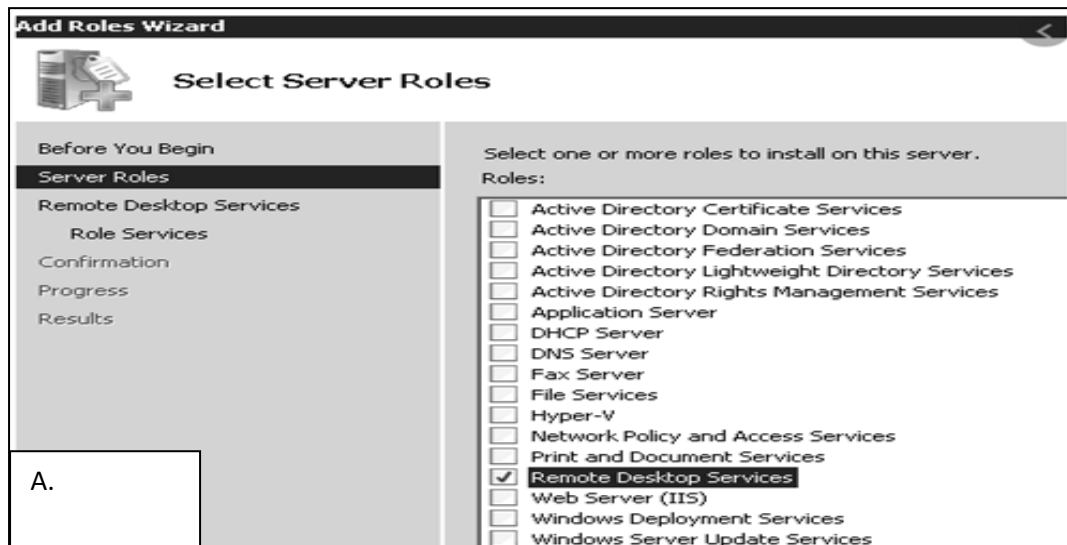 Add Roles Wizard
Select Server Roles
Before You Begin
Server Roles
Remote Desktop Services
Role Services
Confirmation
Progress
Results
Select one or more roles to install on this server.
Roles:
Active Directory Certificate Services
Active Directory Domain Services
Active Directory Federation Services
Active Directory Lightweight Directory Services
Active Directory Rights Management Services
Application Server
DHCP Server
DNS Server
Fax Server
File Services
Hyper-V
Network Policy and Access Services
Print and Document Services
Remote Desktop Services
Web Server (IIS)
Windows Deployment Services
Windows Server Update Services
A.